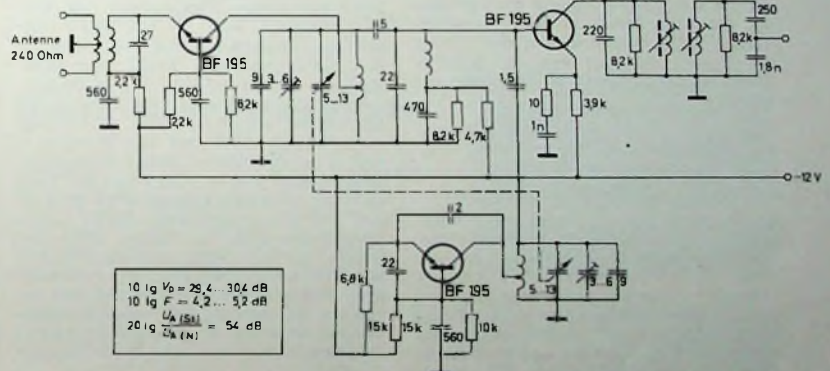 Antenne
240 Ohm
27
BF 195
560
2,2k
2,2k
560
8,2k
9
3...6
5...13
5
22
470
8,2k
4,7k
BF 195
1,5
10
1n
3,9k
220
8,2k
8,2k
250
1,8n
-12 V
2
22
BF 195
6,8k
15k
15k
560
10k
5...13
3...6
9
10 lg V_D = 29,4 ... 30,4 dB
10 lg F = 4,2 ... 5,2 dB
20 lg U_A(St) / U_A(N) = 54 dB